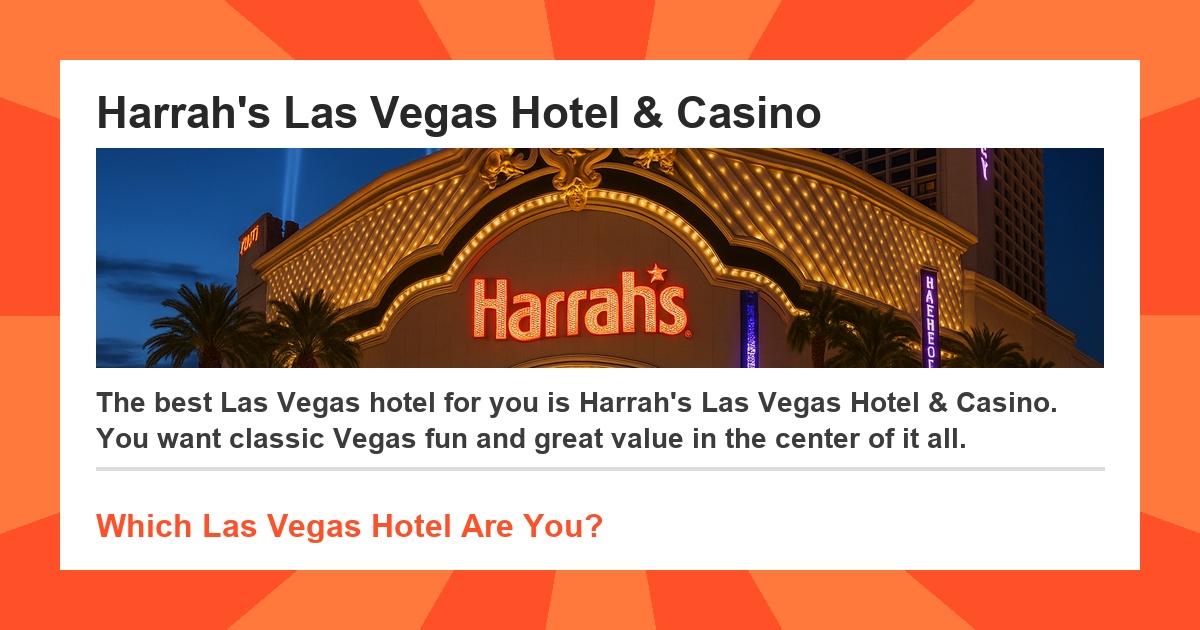 Harrah's Las Vegas Hotel & Casino
Harrah's
The best Las Vegas hotel for you is Harrah's Las Vegas Hotel & Casino.
You want classic Vegas fun and great value in the center of it all.
Which Las Vegas Hotel Are You?